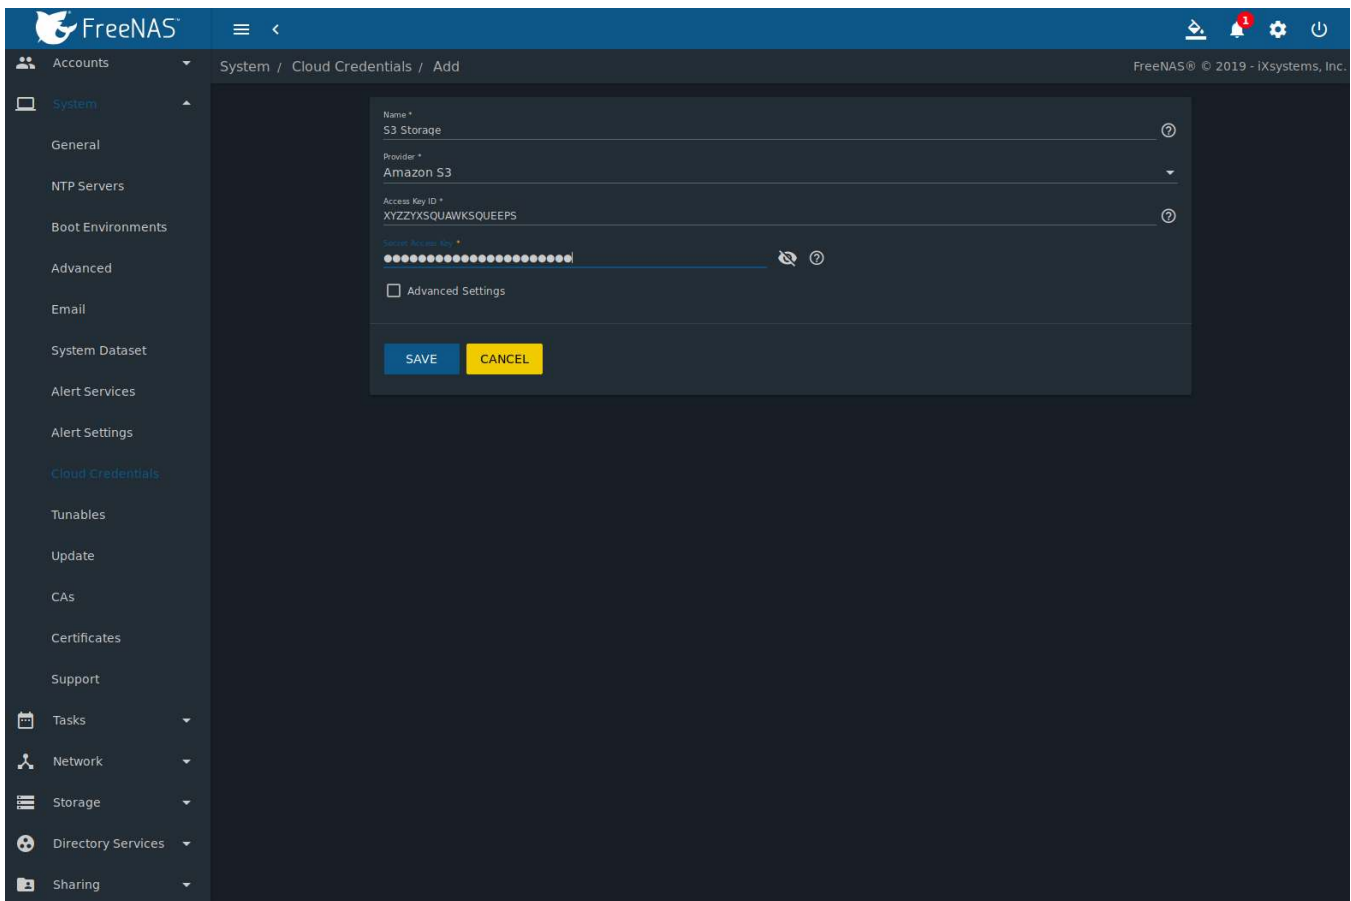 FreeNAS
1
Accounts
System / Cloud Credentials / Add
FreeNAS® © 2019 - iXsystems, Inc.
System
General
NTP Servers
Boot Environments
Advanced
Email
System Dataset
Alert Services
Alert Settings
Cloud Credentials
Tunables
Update
CAs
Certificates
Support
Tasks
Network
Storage
Directory Services
Sharing
Name *
S3 Storage
Provider *
Amazon S3
Access Key ID *
XYZZYXSQUAWKSQUEEPS
Secret Access Key *
Advanced Settings
SAVE
CANCEL